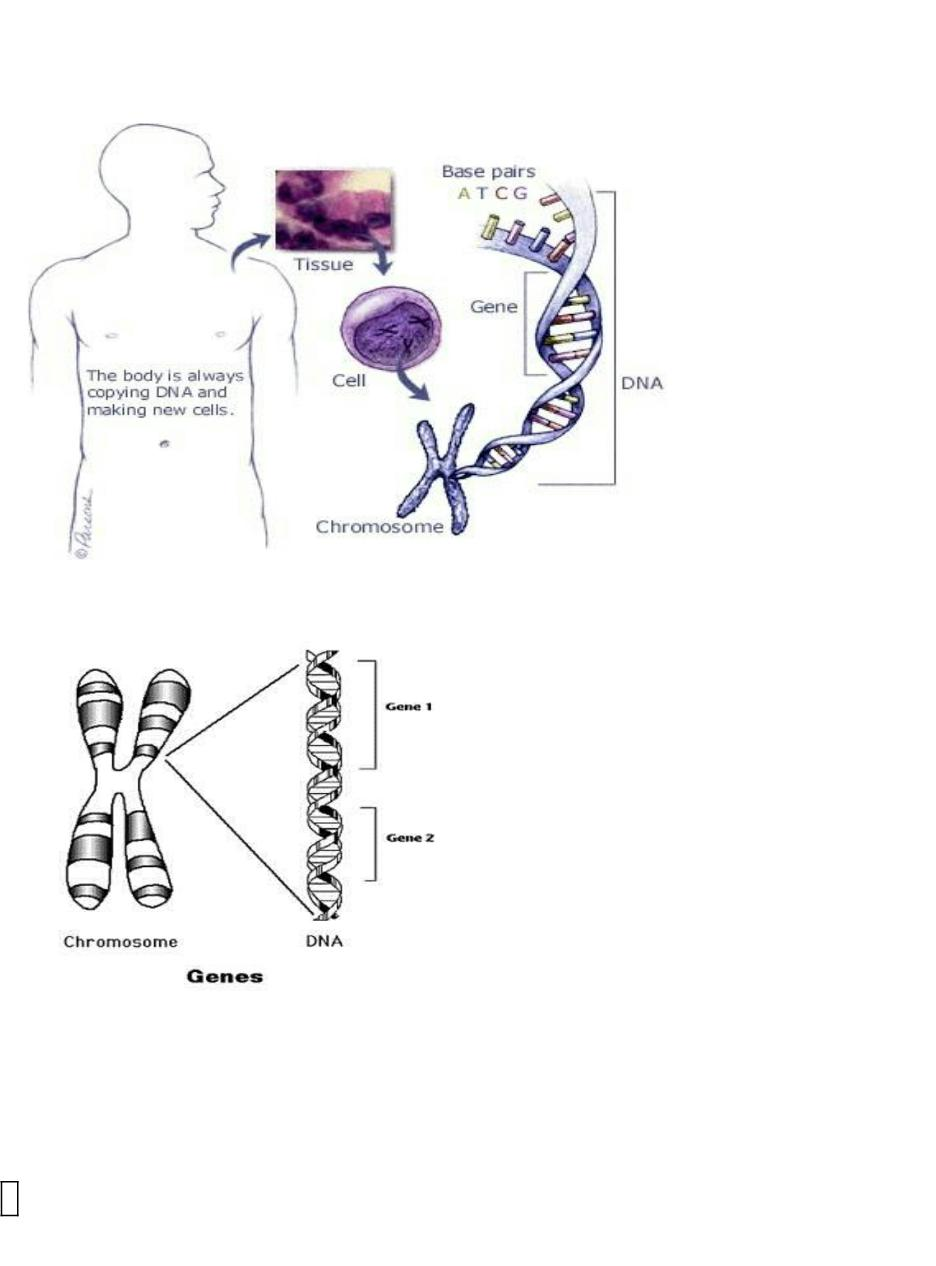 Base pairs
A T C G
Tissue
Gene
Cell
DNA
The body is always
copying DNA and
making new cells.
Chromosome
©Parsons
Gene 1
Gene 2
Chromosome
DNA
Genes